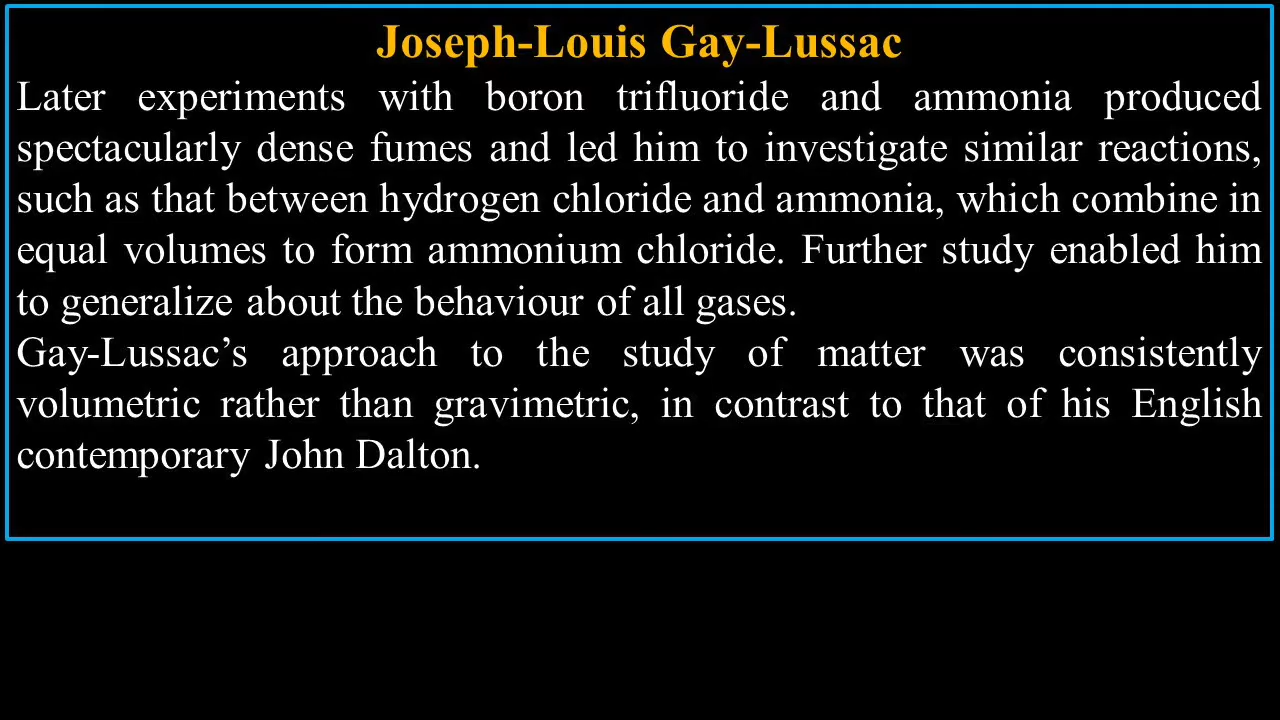 Joseph-Louis Gay-Lussac
Later experiments with boron trifluoride and ammonia produced
spectacularly dense fumes and led him to investigate similar reactions,
such as that between hydrogen chloride and ammonia, which combine in
equal volumes to form ammonium chloride. Further study enabled him
to generalize about the behaviour of all gases.
Gay-Lussac’s approach to the study of matter was consistently
volumetric rather than gravimetric, in contrast to that of his English
contemporary John Dalton.